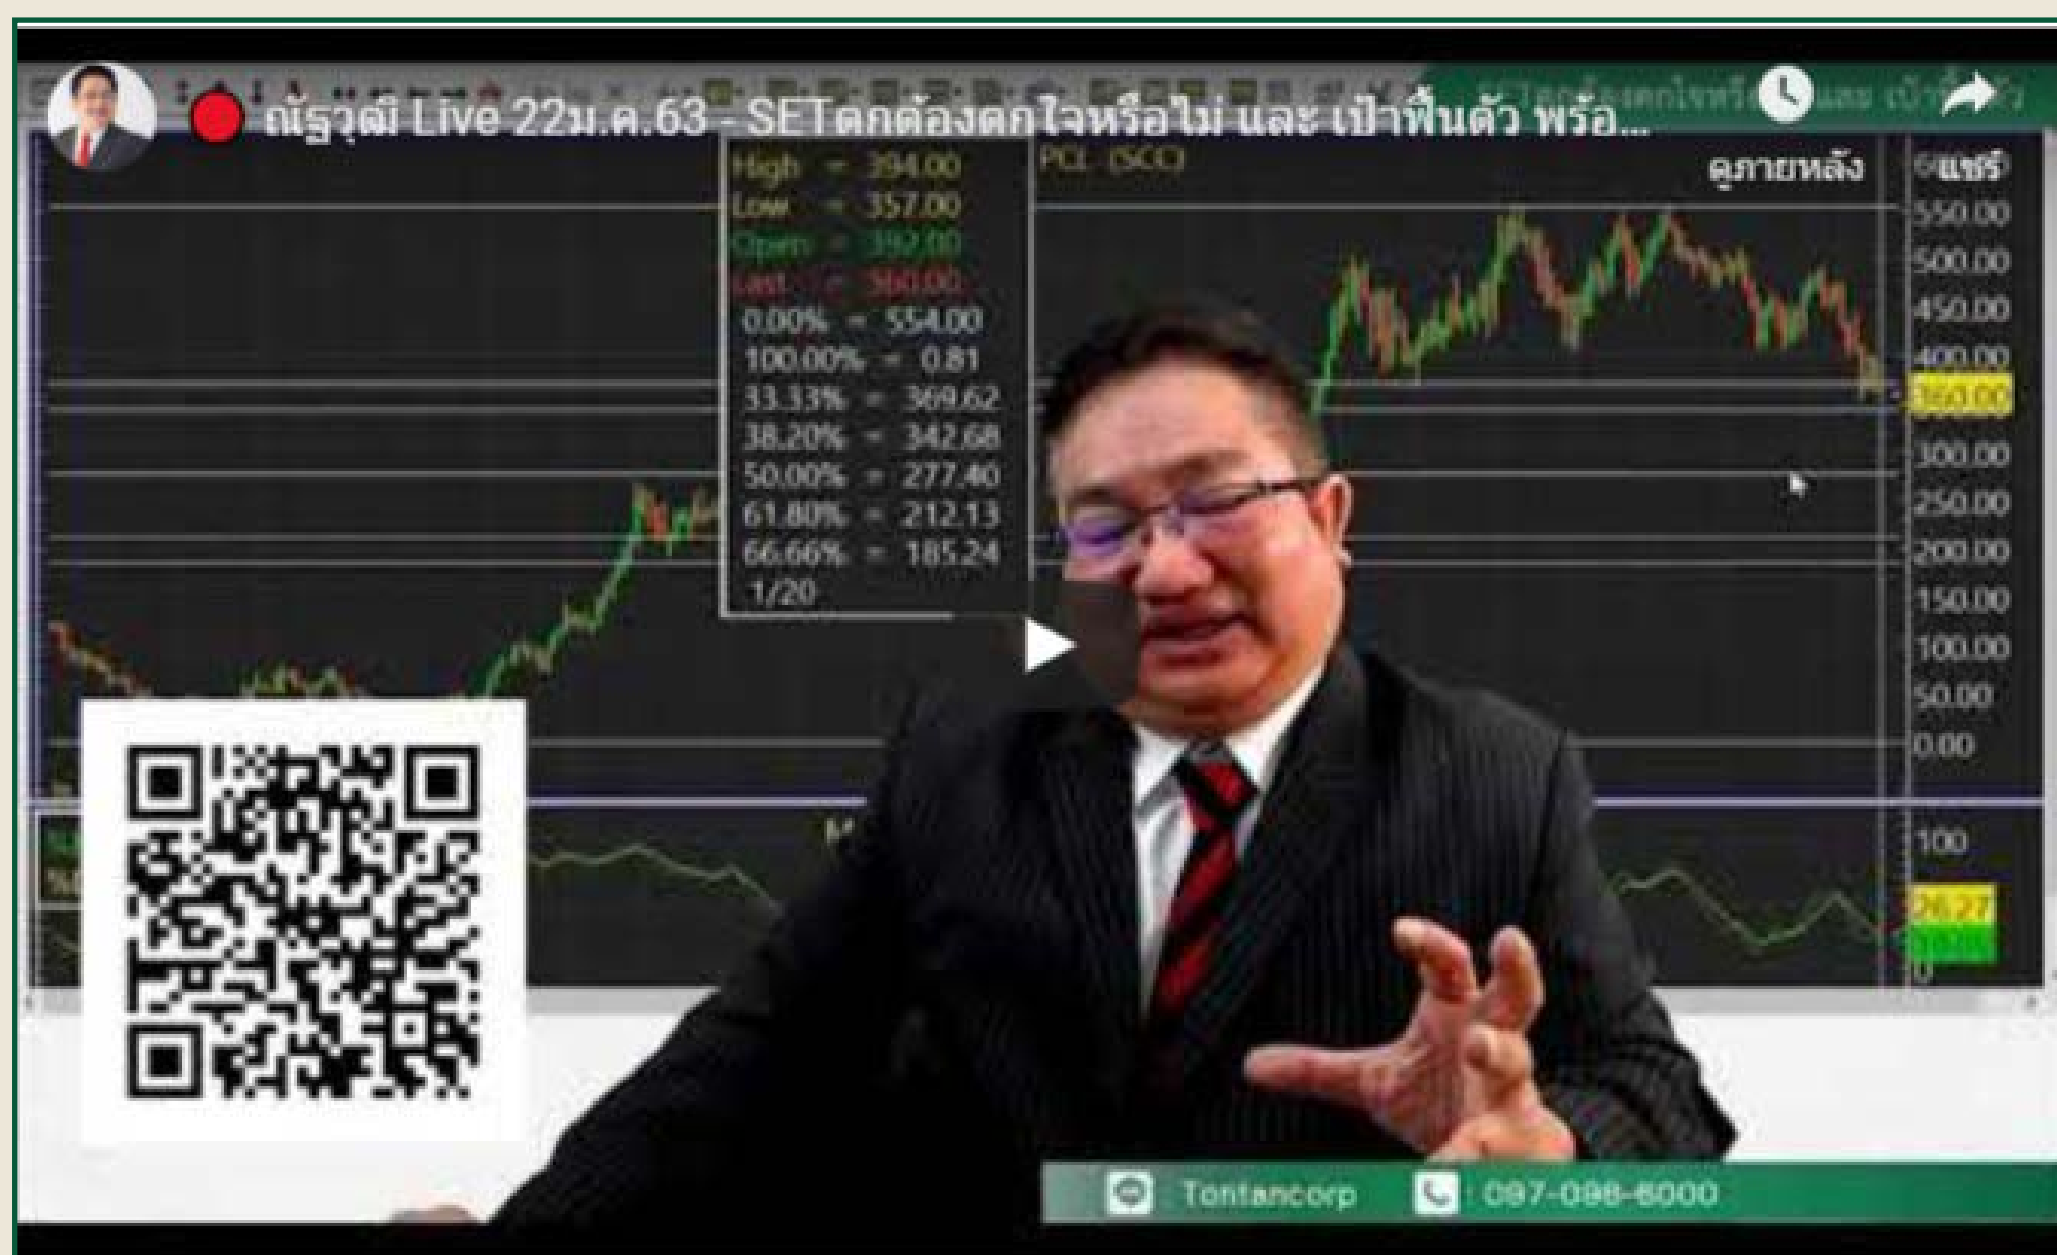 ณัฐวุฒิ Live 22ม.ค.63 - SETตกต้องตกใจหรือไม่ และ เป้าฟื้นตัว พร้อ...
ดูภายหลัง
แชร์
PCL (SCC)
High = 394.00
Low = 357.00
Open = 392.00
Last = 360.00
0.00% = 554.00
100.00% = 0.81
33.33% = 369.62
38.20% = 342.68
50.00% = 277.40
61.80% = 212.13
66.66% = 185.24
1/20
550.00
500.00
450.00
400.00
360.00
300.00
250.00
200.00
150.00
100.00
50.00
0.00
100
26.27
0
Tontancorp 097-098-6000